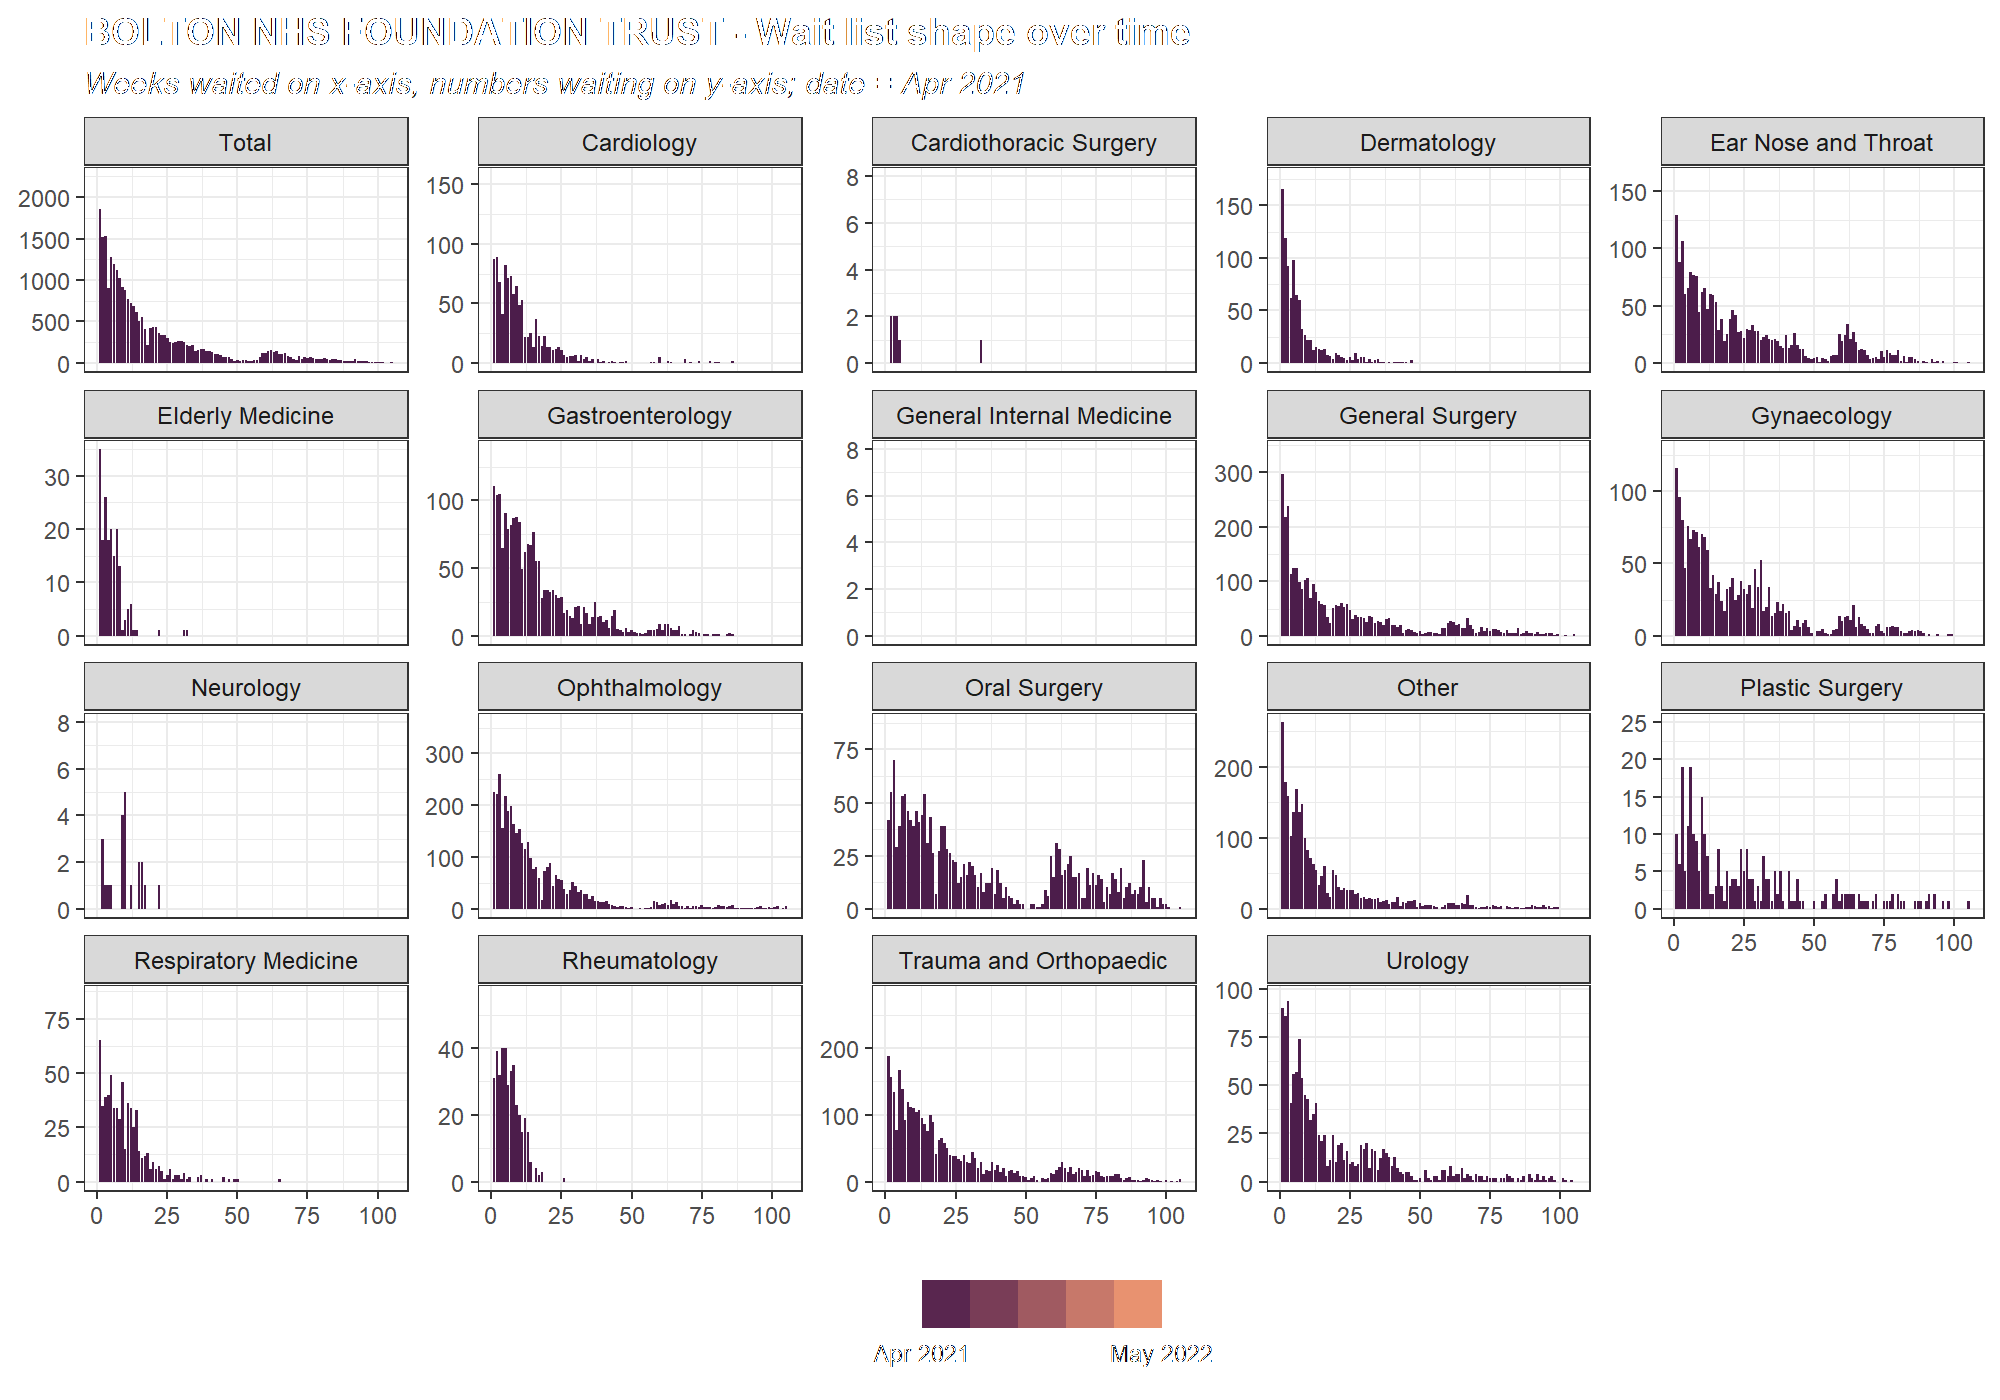 BOLTON NHS FOUNDATION TRUST - Wait list shape over time
Weeks waited on x-axis, numbers waiting on y-axis; date = Apr 2021
Total Cardiology Cardiothoracic Surgery Dermatology Ear Nose and Throat
2000 1500 1000 500 0
150 100 50 0
8 6 4 2 0
150 100 50 0
150 100 50 0
Elderly Medicine Gastroenterology General Internal Medicine General Surgery Gynaecology
30 20 10 0
100 50 0
8 6 4 2 0
300 200 100 0
100 50 0
Neurology Ophthalmology Oral Surgery Other Plastic Surgery
8 6 4 2 0
300 200 100 0
75 50 25 0
200 100 0
25 20 15 10 5 0
0 25 50 75 100
Respiratory Medicine Rheumatology Trauma and Orthopaedic Urology
75 50 25 0
40 20 0
200 100 0
100 75 50 25 0
0 25 50 75 100 0 25 50 75 100 0 25 50 75 100 0 25 50 75 100
Apr 2021 May 2022